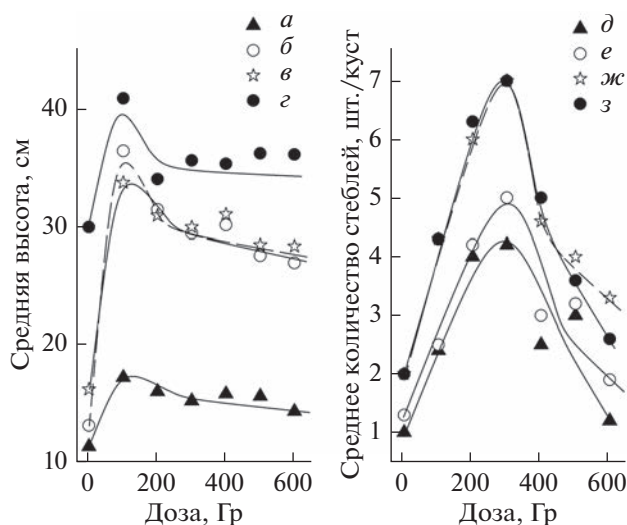 Средняя высота, см
40
30
20
10
0
200
400
600
Доза, Гр
а
б
в
г
Среднее количество стеблей, шт./куст
7
6
5
4
3
2
1
0
200
400
600
Доза, Гр
д
е
ж
з